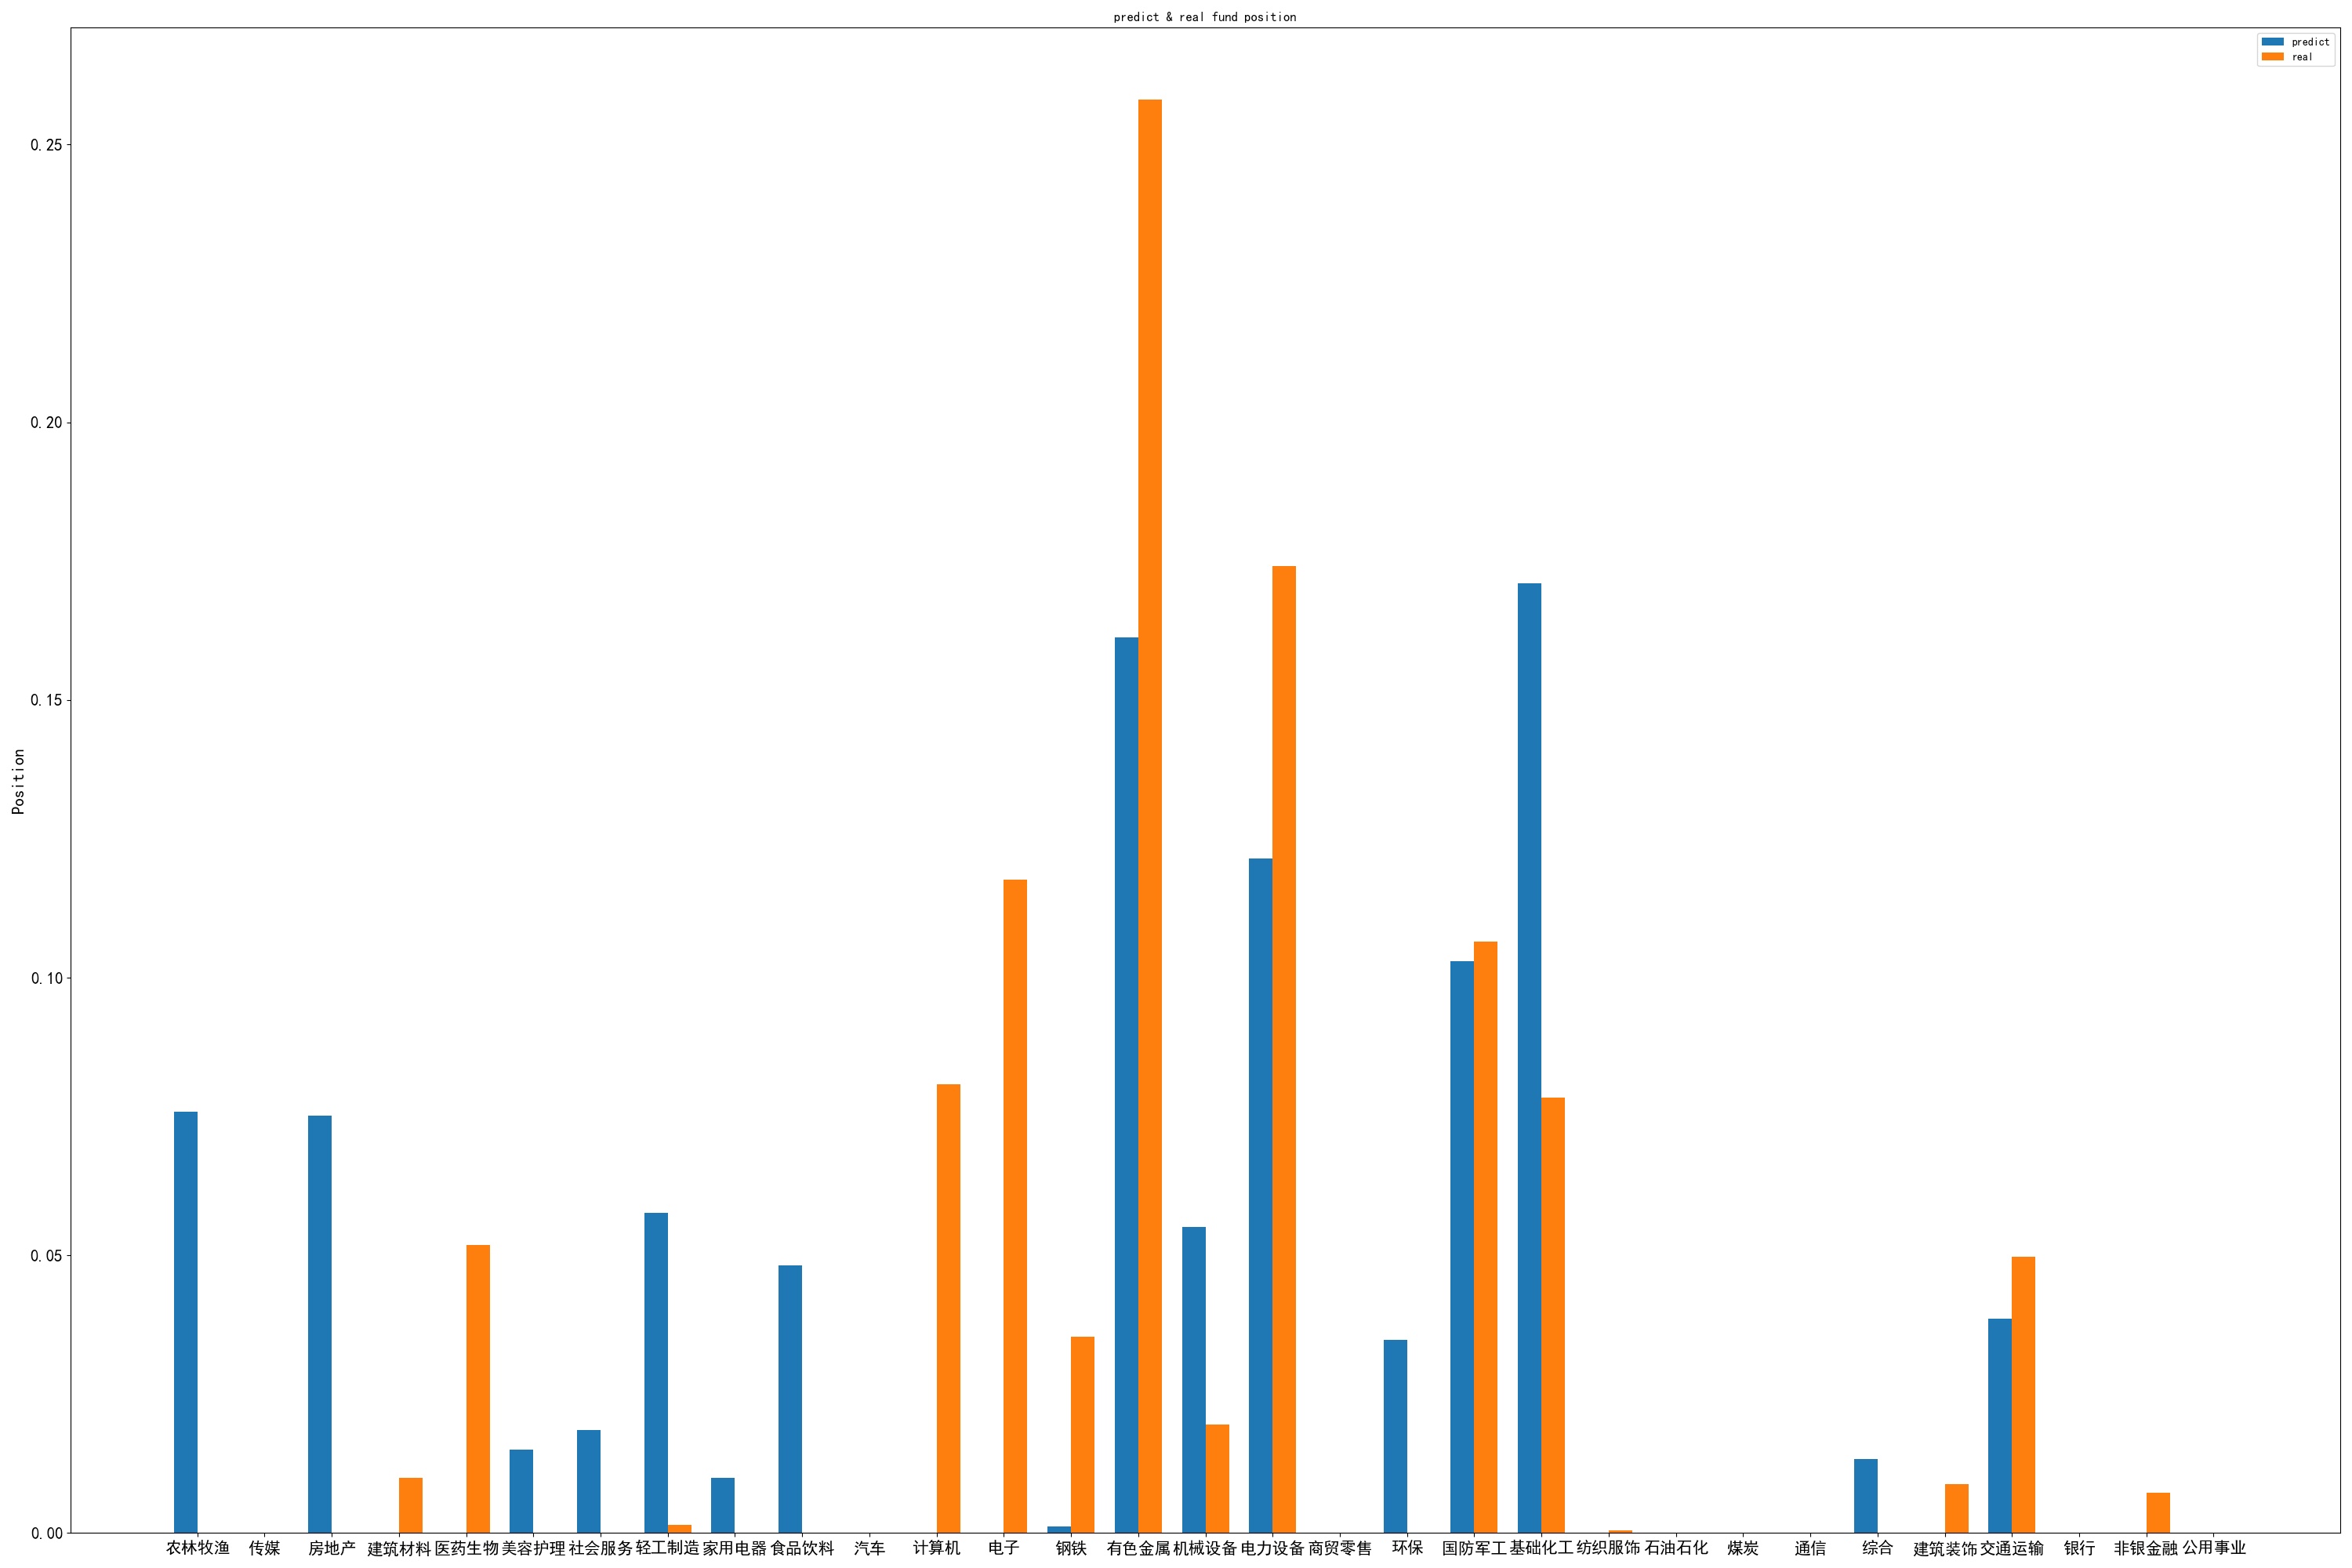 predict & real fund position
predict
real
0.25
0.20
0.15
0.10
0.05
0.00
Position
农林牧渔 传媒 房地产 建筑材料 医药生物 美容护理 社会服务 轻工制造 家用电器 食品饮料 汽车 计算机 电子 钢铁 有色金属 机械设备 电力设备 商贸零售 环保 国防军工 基础化工 纺织服饰 石油石化 煤炭 通信 综合 建筑装饰 交通运输 银行 非银金融 公用事业